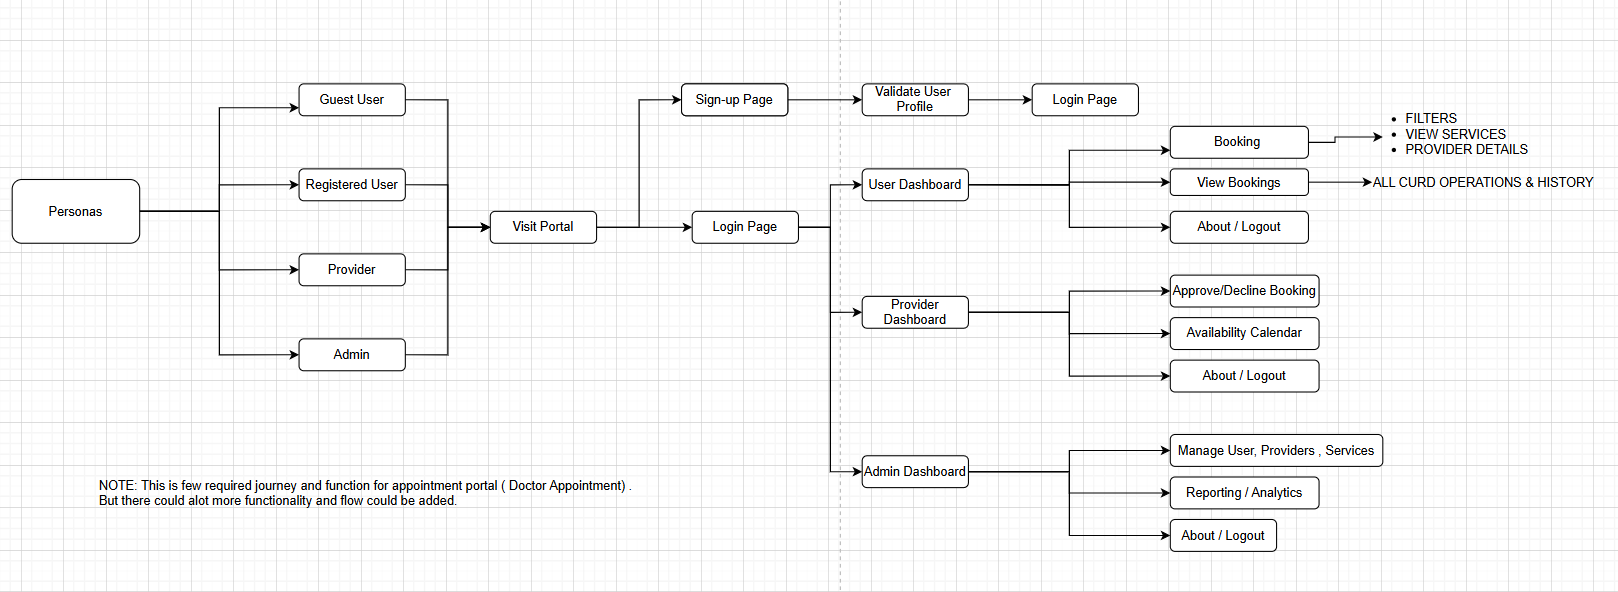 Guest User
Sign-up Page
Validate User
Profile
Login Page
FILTERS
VIEW SERVICES
PROVIDER DETAILS
Booking
Registered User
User Dashboard
View Bookings
ALL CURD OPERATIONS & HISTORY
Personas
Visit Portal
Login Page
About / Logout
Provider
Provider
Dashboard
Approve/Decline Booking
Availability Calendar
Admin
About / Logout
Admin Dashboard
Manage User, Providers , Services
Reporting / Analytics
About / Logout
NOTE: This is few required journey and function for appointment portal ( Doctor Appointment) .
But there could alot more functionality and flow could be added.